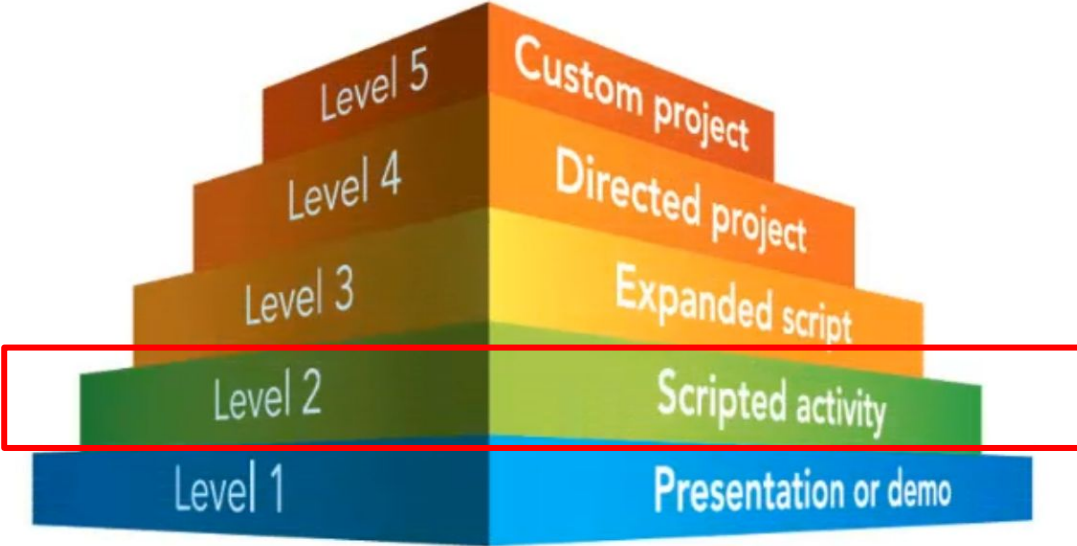 Level 5 Custom project
Level 4 Directed project
Level 3 Expanded script
Level 2 Scripted activity
Level 1 Presentation or demo